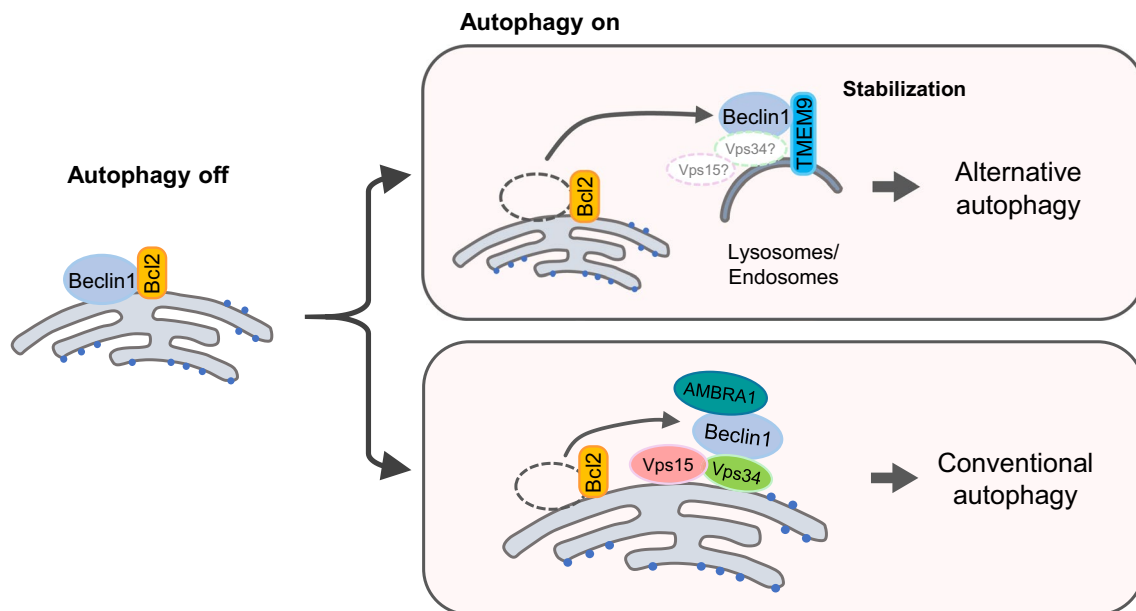 Autophagy on
Autophagy off
Beclin1
Bcl2
Stabilization
Beclin1
TMEM9
Vps34?
Vps15?
Bcl2
Lysosomes/
Endosomes
Alternative
autophagy
AMBRA1
Beclin1
Vps15
Vps34
Bcl2
Conventional
autophagy